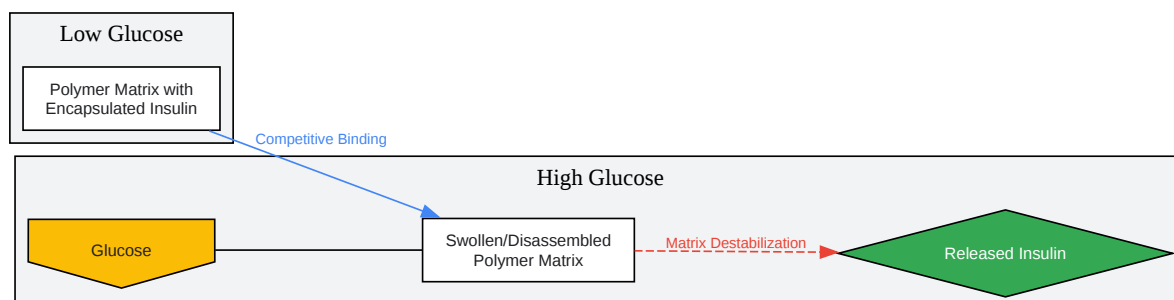 Low Glucose
Polymer Matrix with
Encapsulated Insulin
Competitive Binding
High Glucose
Glucose
Swollen/Disassembled
Polymer Matrix
Matrix Destabilization
Released Insulin